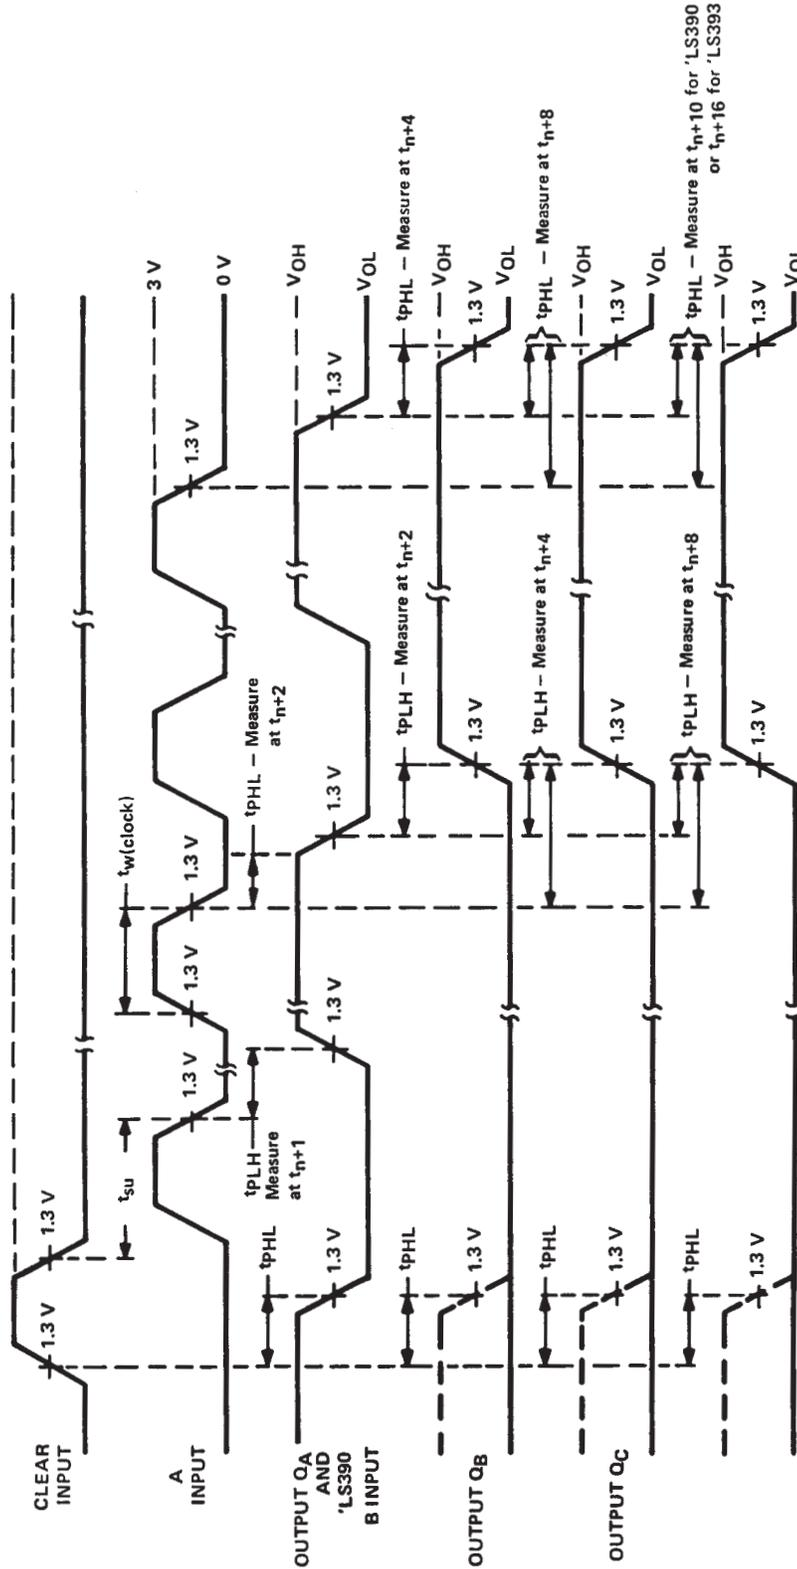 CLEAR
INPUT
1.3 V
1.3 V
tsu
A
INPUT
1.3 V
1.3 V
1.3 V
tw(clock)
1.3 V
3 V
0 V
tPLH —
Measure
at tn+1
tPHL — Measure
at tn+2
OUTPUT QA
AND
'LS390
B INPUT
tPHL
1.3 V
1.3 V
1.3 V
1.3 V
VOH
VOL
OUTPUT QB
tPHL
1.3 V
tPLH — Measure at tn+2
1.3 V
tPHL — Measure at tn+4
1.3 V
VOH
VOL
OUTPUT QC
tPHL
1.3 V
tPLH — Measure at tn+4
1.3 V
tPHL — Measure at tn+8
1.3 V
VOH
VOL
tPHL
1.3 V
tPLH — Measure at tn+8
1.3 V
tPHL — Measure at tn+10 for 'LS390
or tn+16 for 'LS393
1.3 V
VOH
VOL